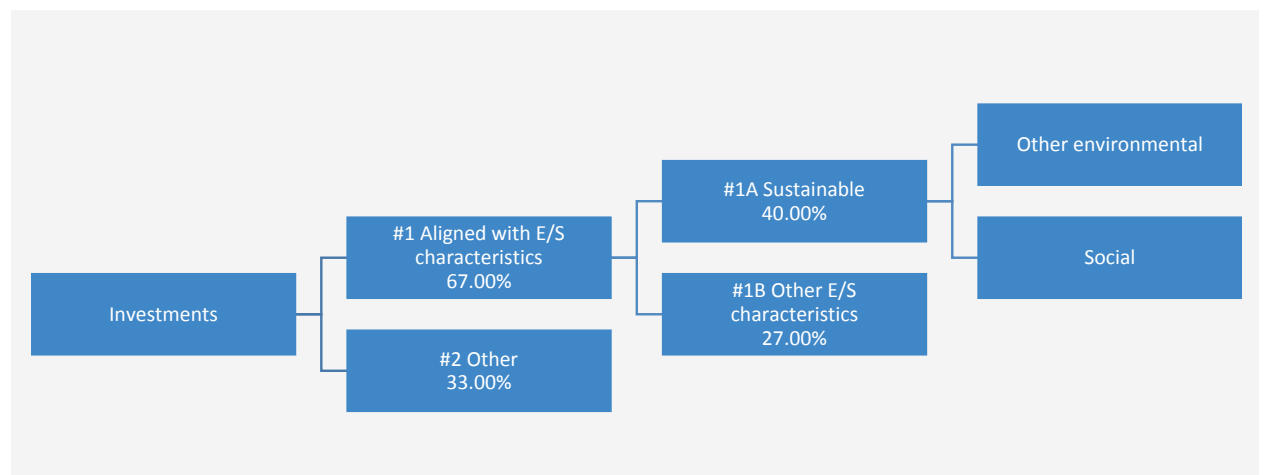 Investments
#1 Aligned with E/S
characteristics
67.00%
#2 Other
33.00%
#1A Sustainable
40.00%
#1B Other E/S
characteristics
27.00%
Other environmental
Social